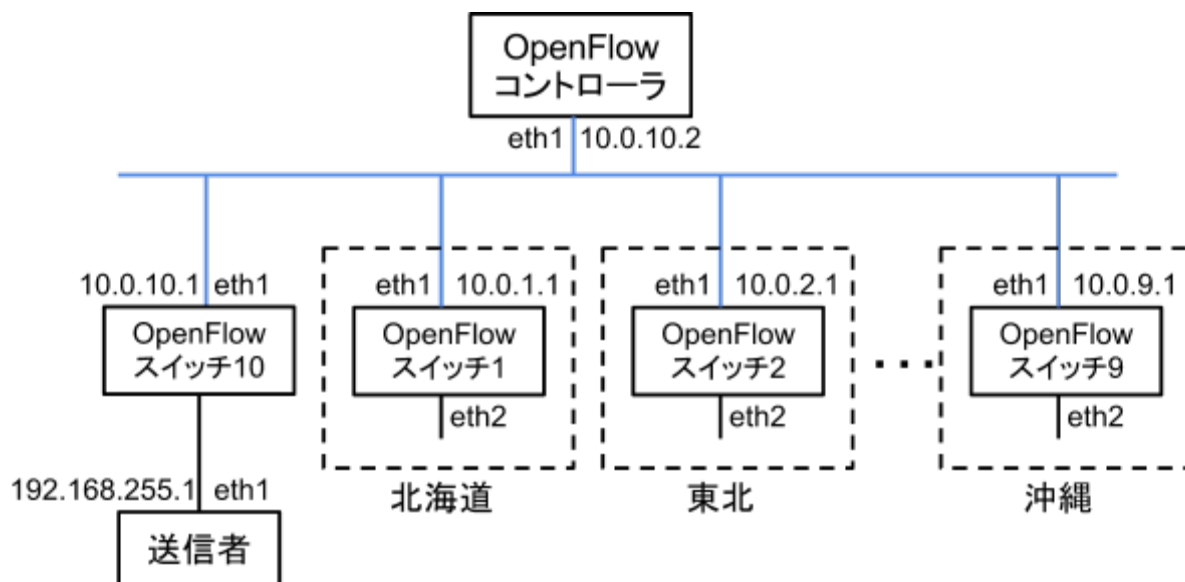 OpenFlow
コントローラ
eth1 10.0.10.2
10.0.10.1 eth1
OpenFlow
スイッチ10
192.168.255.1 eth1
送信者
eth1 10.0.1.1
OpenFlow
スイッチ1
eth2
北海道
eth1 10.0.2.1
OpenFlow
スイッチ2
eth2
東北
・・・
eth1 10.0.9.1
OpenFlow
スイッチ9
eth2
沖縄